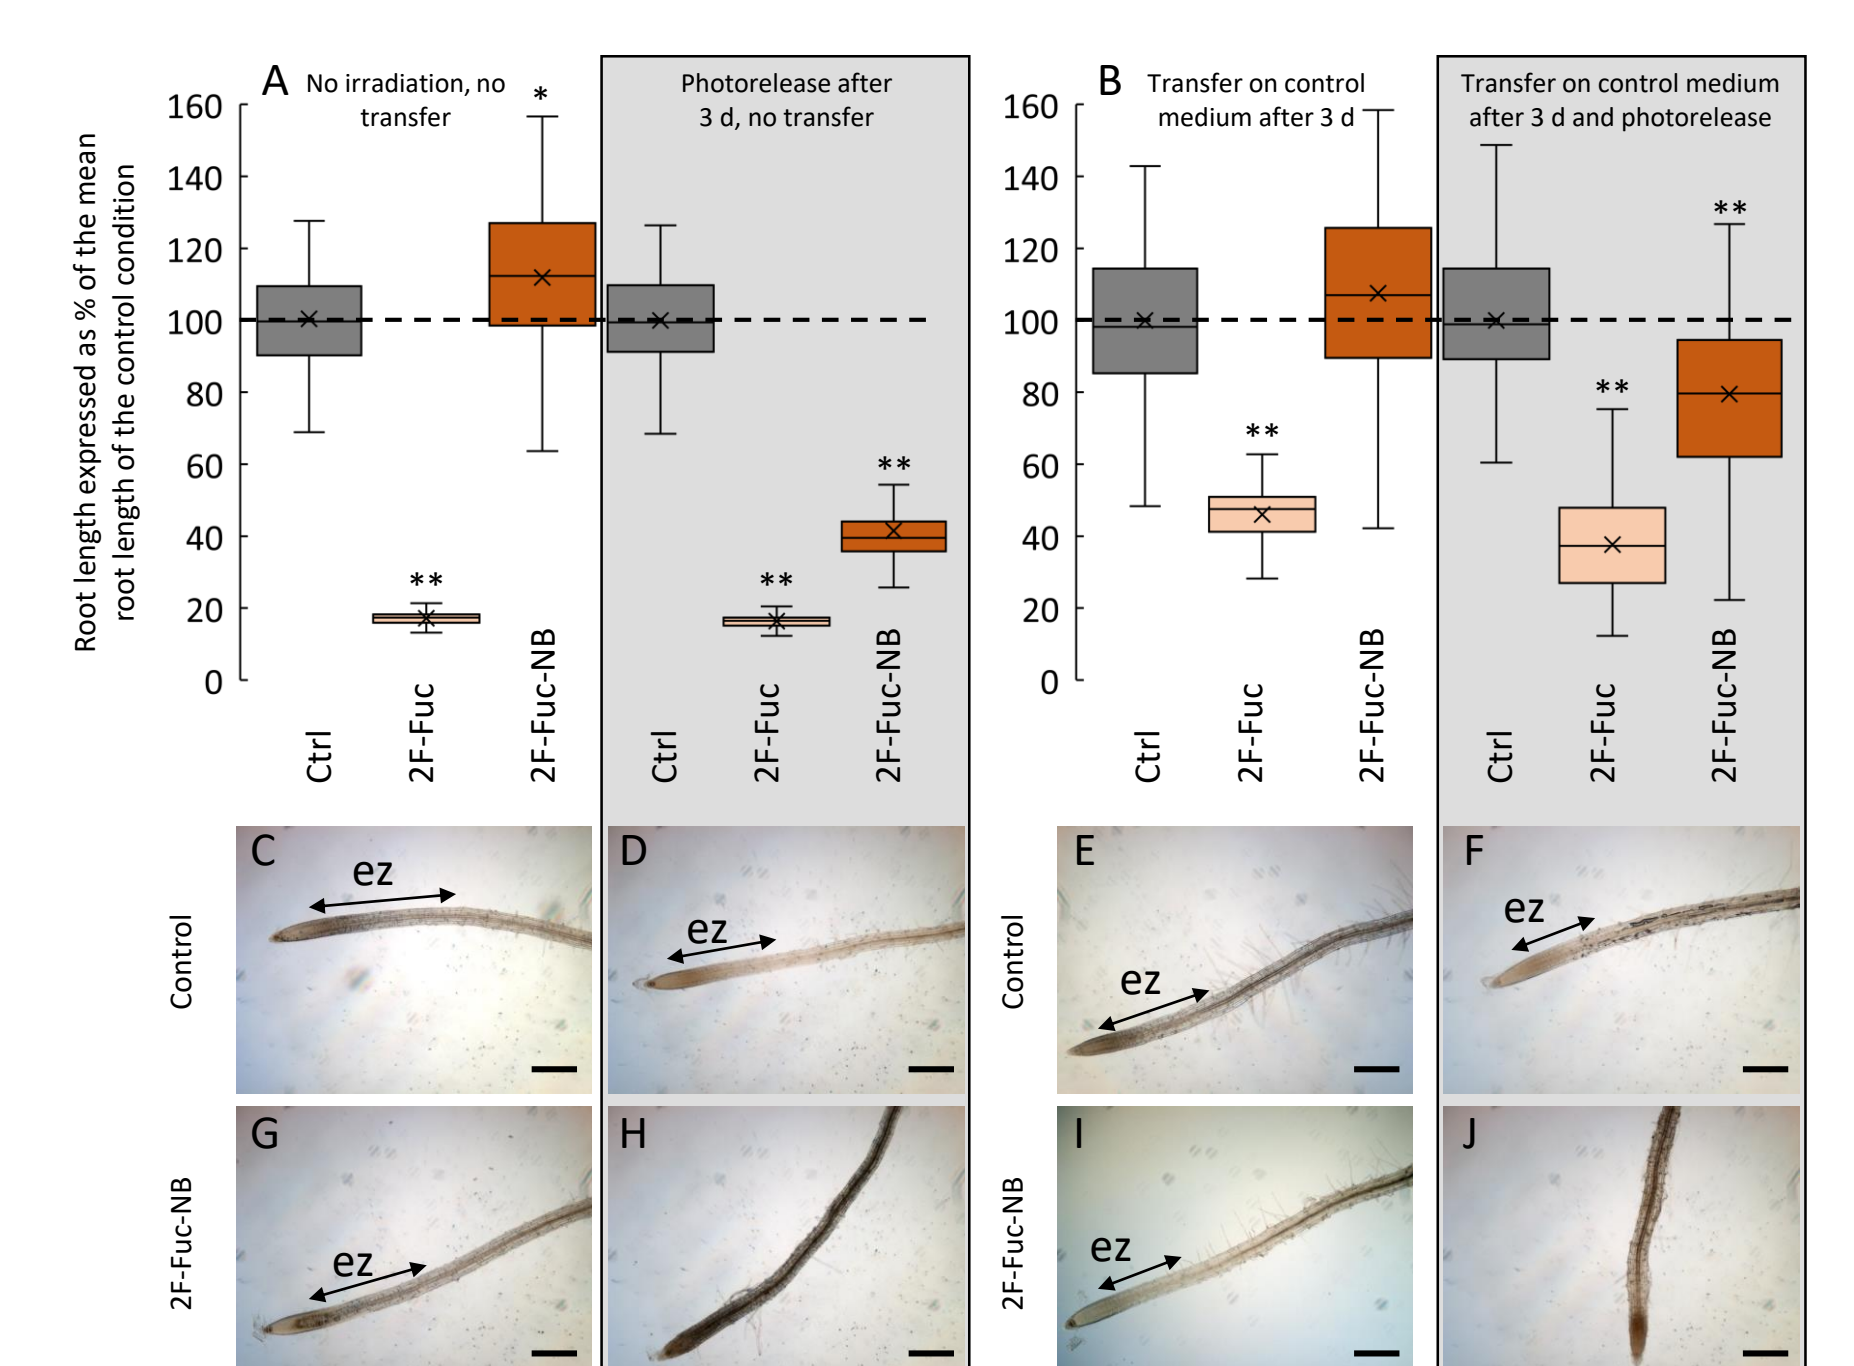 A
No irradiation, no
transfer
Photorelease after
3 d, no transfer
B
Transfer on control
medium after 3 d
Transfer on control medium
after 3 d and photorelease
Root length expressed as % of the mean
root length of the control condition
160
140
120
100
80
60
40
20
0
*
**
**
**
160
140
120
100
80
60
40
20
0
**
**
**
Ctrl
2F-Fuc
2F-Fuc-NB
Ctrl
2F-Fuc
2F-Fuc-NB
Ctrl
2F-Fuc
2F-Fuc-NB
Ctrl
2F-Fuc
2F-Fuc-NB
Control
C
ez
D
ez
Control
E
ez
F
ez
2F-Fuc-NB
G
ez
H
2F-Fuc-NB
I
ez
J